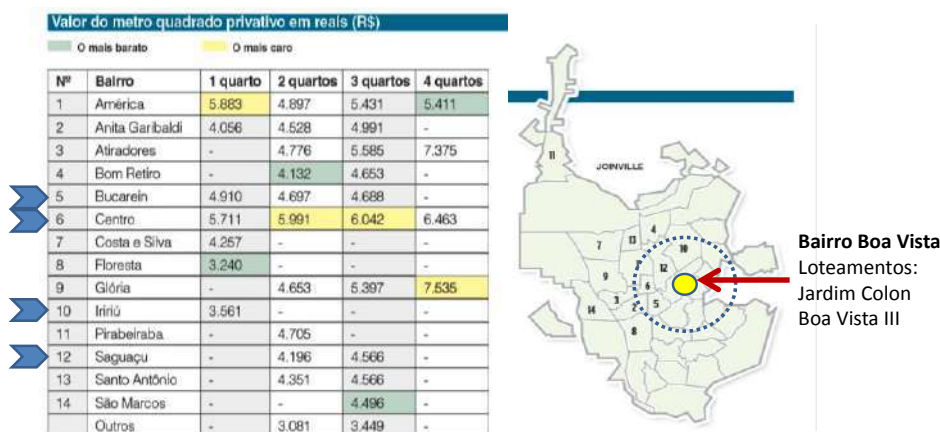 Valor do metro quadrado privativo em reais (R$)
O mais barato O mais caro
Nº Bairro 1 quarto 2 quartos 3 quartos 4 quartos
1 América 5.883 4.897 5.431 5.411
2 Anita Garibaldi 4.056 4.528 4.991 -
3 Atiradores - 4.776 5.585 7.375
4 Bom Retiro - 4.132 4.653 -
5 Bucarein 4.910 4.697 4.688 -
6 Centro 5.711 5.991 6.042 6.463
7 Costa e Silva 4.257 - - -
8 Floresta 3.240 - - -
9 Glória - 4.653 5.397 7.535
10 Iririú 3.561 - - -
11 Pirabeiraba - 4.705 - -
12 Saguaçu - 4.196 4.566 -
13 Santo Antônio - 4.351 4.566 -
14 São Marcos - - 4.496 -
Outros - 3.081 3.449 -
11
JOINVILLE
4
7 13 10
12
9 6
3 2 5
14
8
Bairro Boa Vista
Loteamentos:
Jardim Colon
Boa Vista III